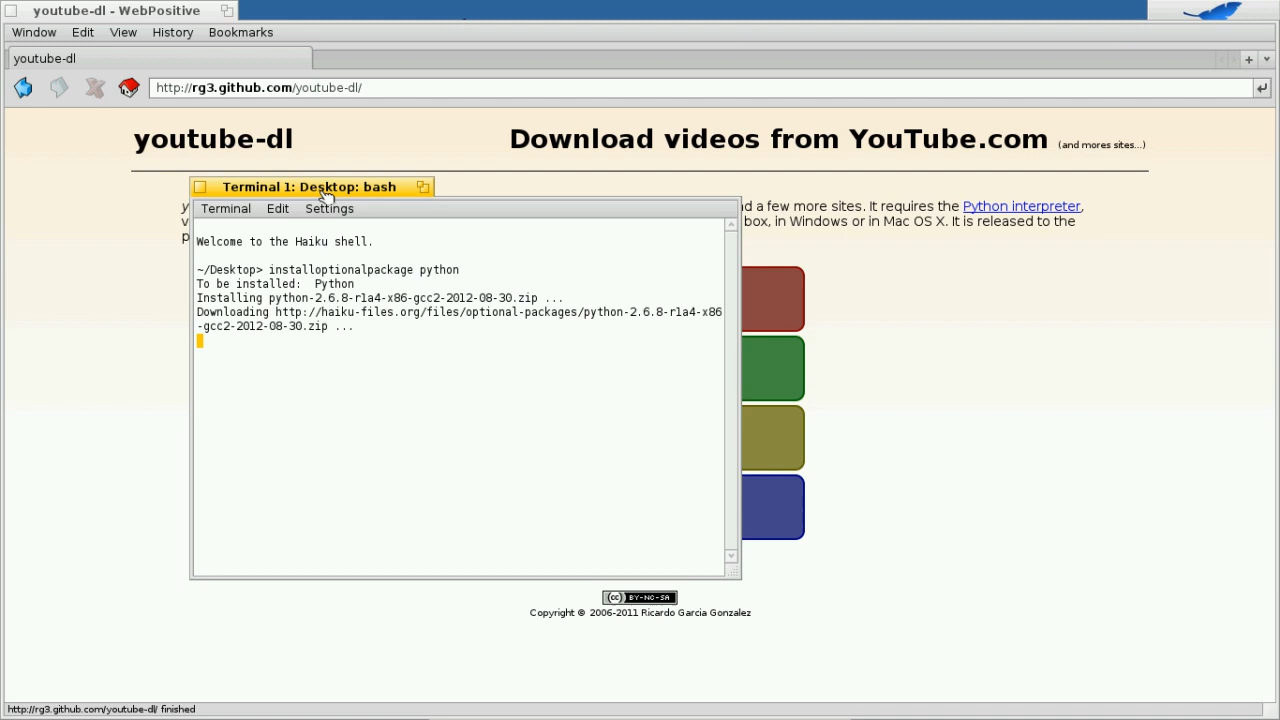 youtube-dl - WebPositive
Window Edit View History Bookmarks
youtube-dl
http://rg3.github.com/youtube-dl/
youtube-dl Download videos from YouTube.com (and mores sites...)
Terminal 1: Desktop: bash
Terminal Edit Settings
d a few more sites. It requires the Python interpreter,
box, in Windows or in Mac OS X. It is released to the
Welcome to the Haiku shell.
~/Desktop> installoptionalpackage python
To be installed:  Python
Installing python-2.6.8-r1a4-x86-gcc2-2012-08-30.zip ...
Downloading http://haiku-files.org/files/optional-packages/python-2.6.8-r1a4-x86
-gcc2-2012-08-30.zip ...
(cc) BY-NC-SA
Copyright © 2006-2011 Ricardo Garcia Gonzalez
http://rg3.github.com/youtube-dl/ finished